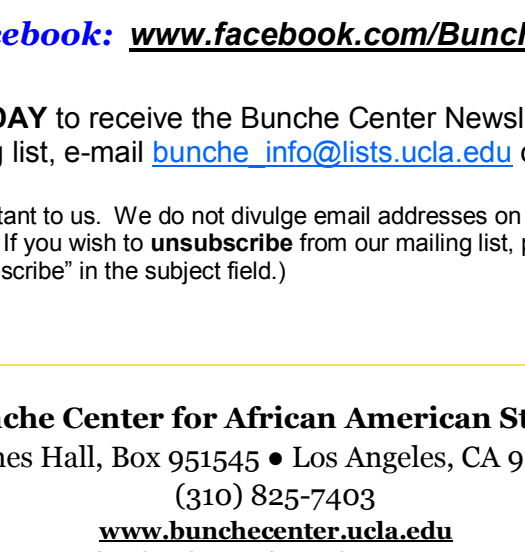 cebook: www.facebook.com/Bunch
DAY to receive the Bunche Center Newsl
g list, e-mail bunche_info@lists.ucla.edu
tant to us. We do not divulge email addresses on
If you wish to unsubscribe from our mailing list,
scribe” in the subject field.)
nche Center for African American St
nes Hall, Box 951545 ● Los Angeles, CA 9
(310) 825-7403
www.bunchecenter.ucla.edu